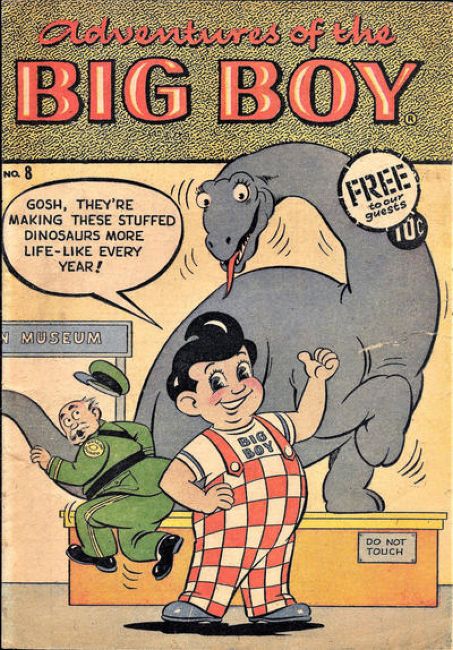 Adventures of the
BIG BOY®
NO. 8
FREE
to our
guests
10¢
GOSH, THEY'RE
MAKING THESE STUFFED
DINOSAURS MORE
LIFE-LIKE EVERY
YEAR!
N MUSEUM
BIG
BOY
DO NOT
TOUCH